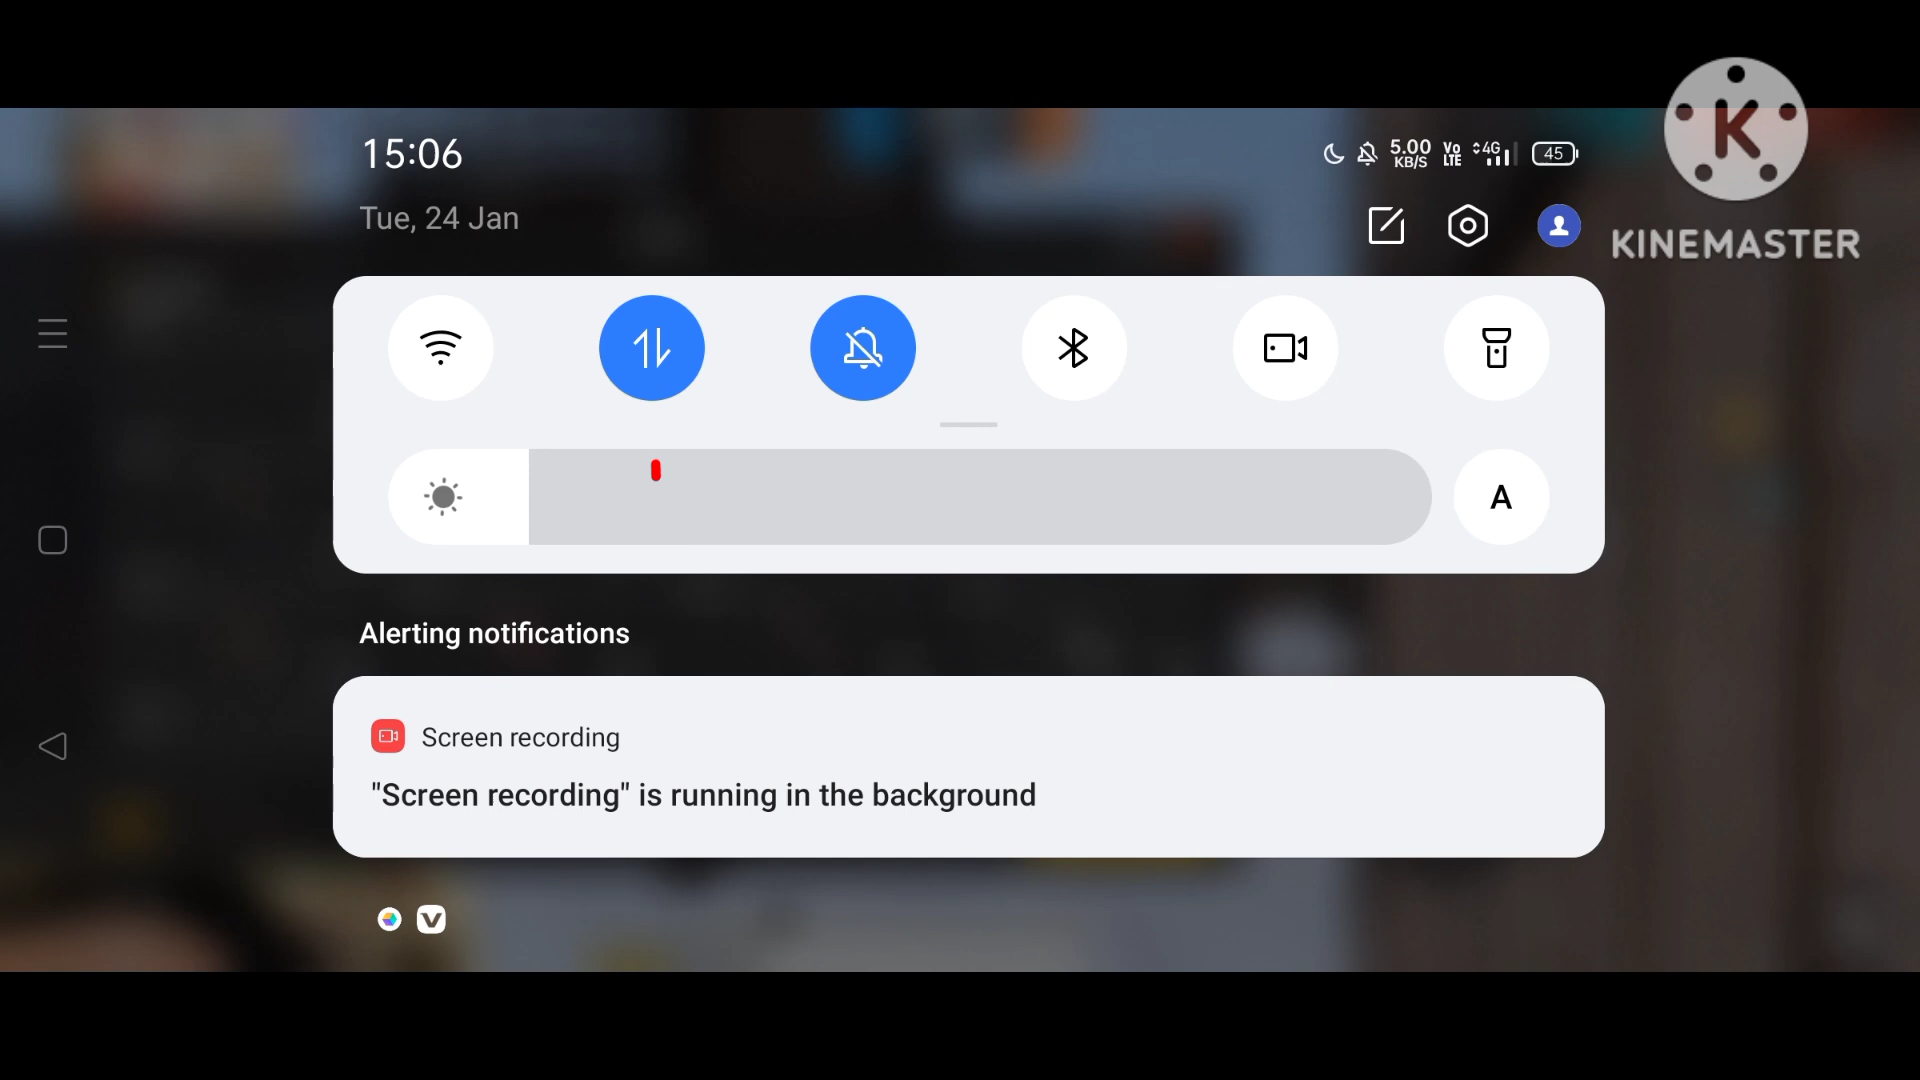 15:06
5.00
KB/S
Vo
LTE
4G
45
K
KINEMASTER
Tue, 24 Jan
A
Alerting notifications
Screen recording
"Screen recording" is running in the background
V